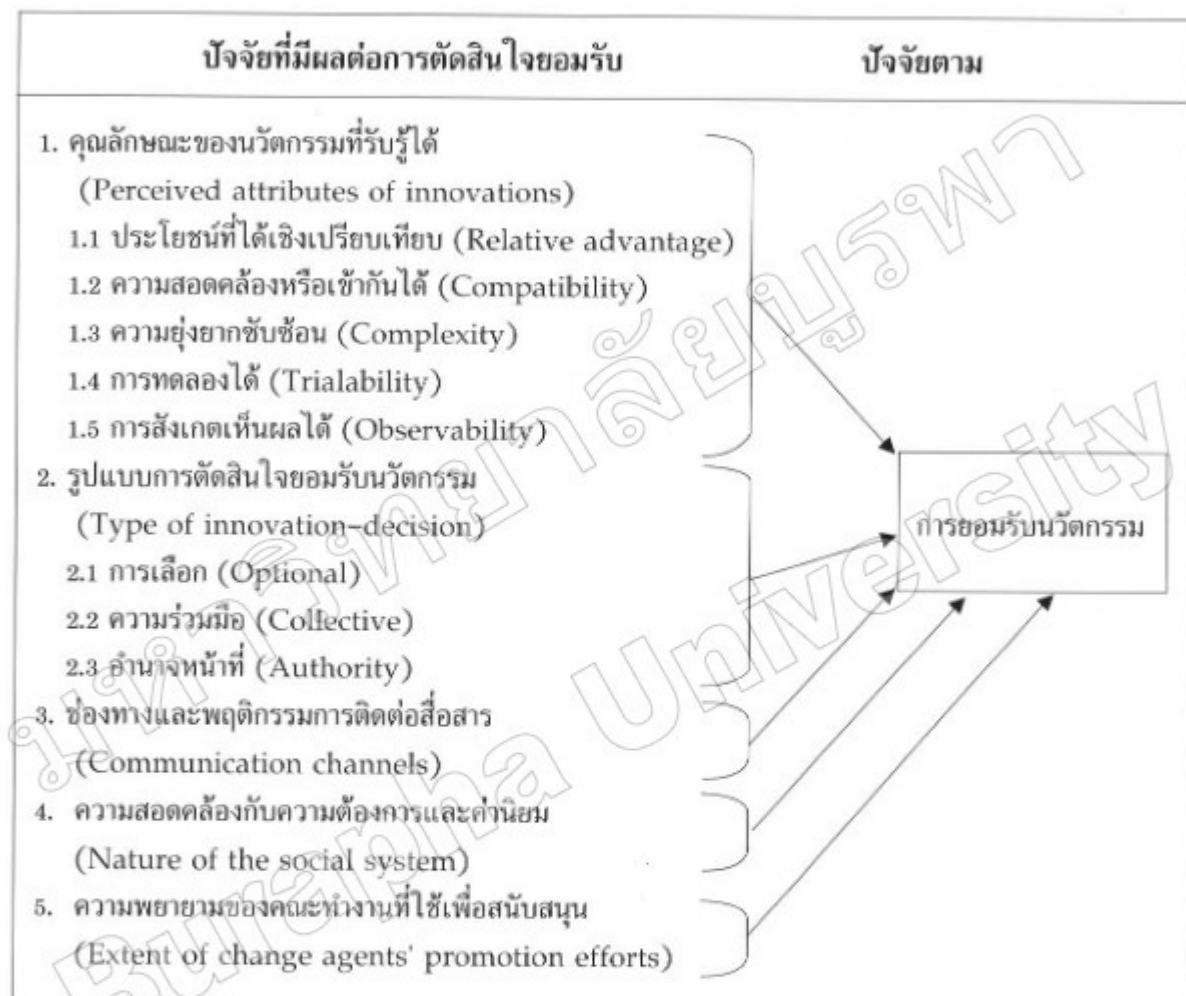 ปัจจัยที่มีผลต่อการตัดสินใจยอมรับ
ปัจจัยตาม
1. คุณลักษณะของนวัตกรรมที่รับรู้ได้
(Perceived attributes of innovations)
1.1 ประโยชน์ที่ได้เชิงเปรียบเทียบ (Relative advantage)
1.2 ความสอดคล้องหรือเข้ากันได้ (Compatibility)
1.3 ความยุ่งยากซับซ้อน (Complexity)
1.4 การทดลองได้ (Trialability)
1.5 การสังเกตเห็นผลได้ (Observability)
2. รูปแบบการตัดสินใจยอมรับนวัตกรรม
(Type of innovation-decision)
2.1 การเลือก (Optional)
2.2 ความร่วมมือ (Collective)
2.3 อำนาจหน้าที่ (Authority)
3. ช่องทางและพฤติกรรมการติดต่อสื่อสาร
(Communication channels)
4. ความสอดคล้องกับความต้องการและค่านิยม
(Nature of the social system)
5. ความพยายามของคณะทำงานที่ใช้เพื่อสนับสนุน
(Extent of change agents' promotion efforts)
การยอมรับนวัตกรรม
มหาวิทยาลัยบูรพา
Burapha University